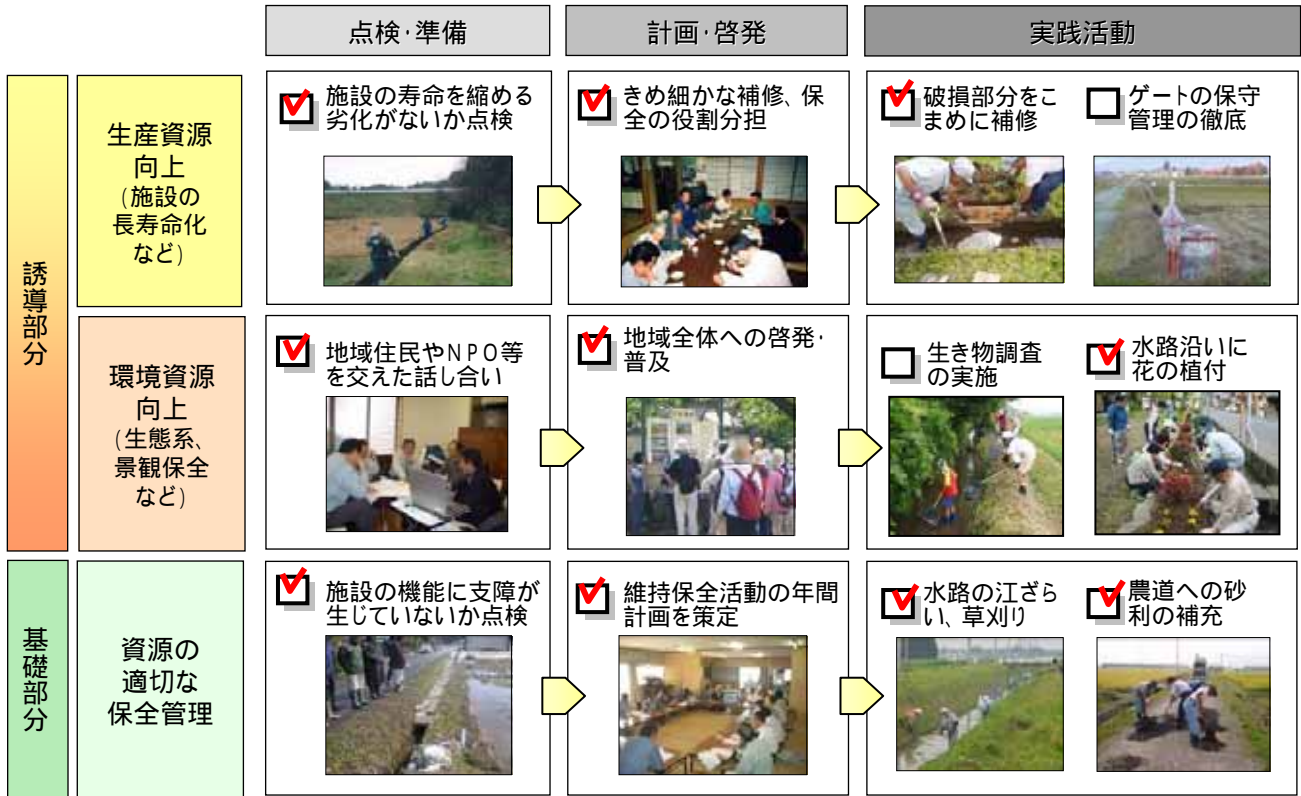 点検・準備
計画・啓発
実践活動
誘導部分
生産資源
向上
(施設の
長寿命化
など)
施設の寿命を縮める
劣化がないか点検
きめ細かな補修、保
全の役割分担
破損部分をこ
まめに補修
ゲートの保守
管理の徹底
環境資源
向上
(生態系、
景観保全
など)
地域住民やNPO等
を交えた話し合い
地域全体への啓発・
普及
生き物調査
の実施
水路沿いに
花の植付
基礎部分
資源の
適切な
保全管理
施設の機能に支障が
生じていないか点検
維持保全活動の年間
計画を策定
水路の江ざら
い、草刈り
農道への砂
利の補充